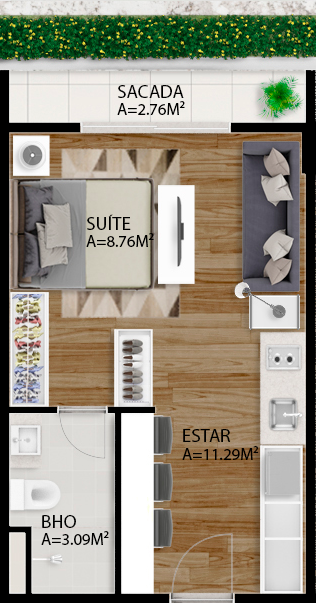 SACADA
A=2.76M²
SUÍTE
A=8.76M²
ESTAR
A=11.29M²
BHO
A=3.09M²